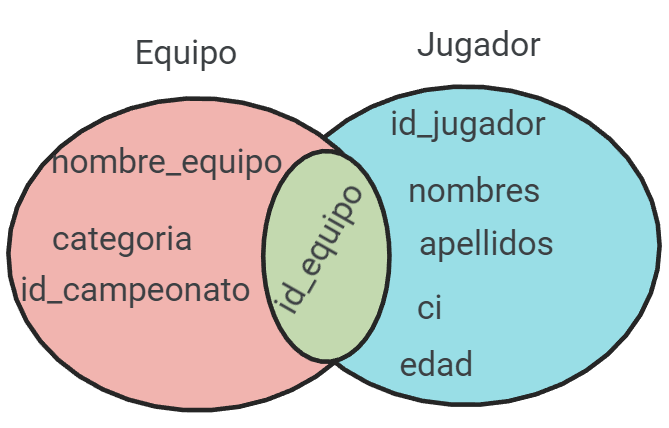 Equipo
Jugador
nombre_equipo
categoria
id_campeonato
id_equipo
id_jugador
nombres
apellidos
ci
edad